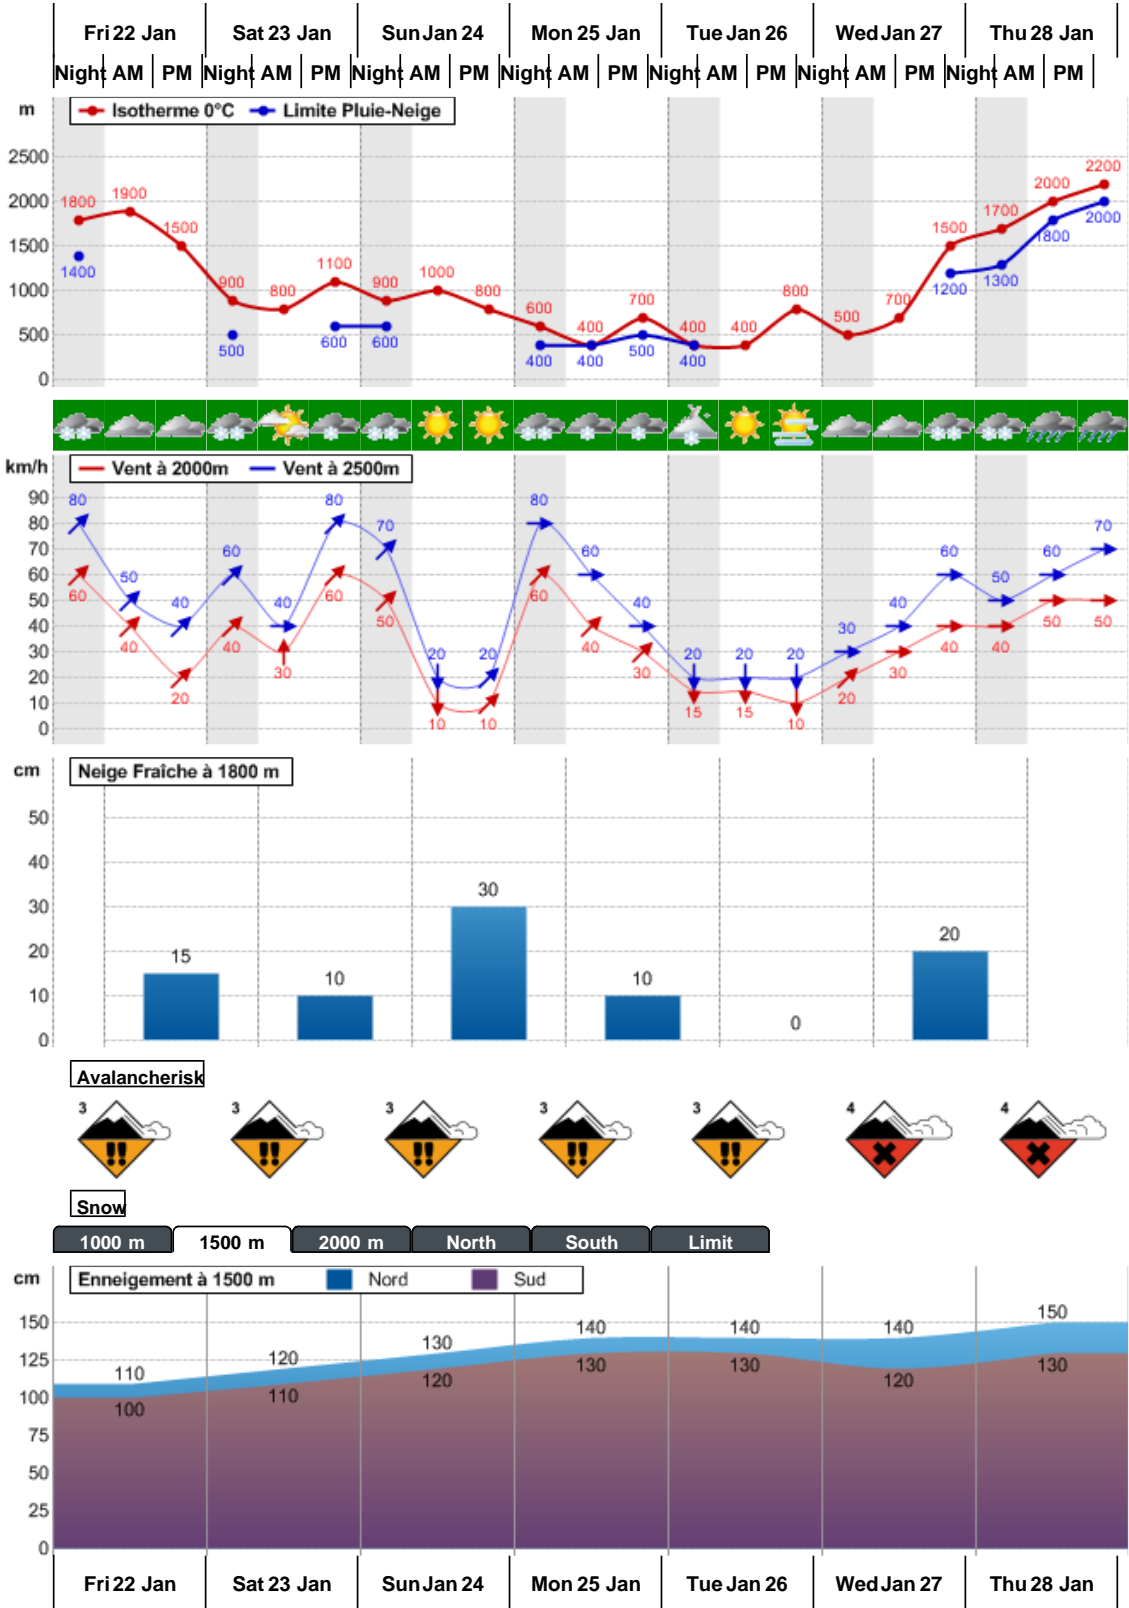 Fri 22 Jan Sat 23 Jan Sun Jan 24 Mon 25 Jan Tue Jan 26 Wed Jan 27 Thu 28 Jan
Night AM PM Night AM PM Night AM PM Night AM PM Night AM PM Night AM PM Night AM PM
m
Isotherme 0°C Limite Pluie-Neige
2500
2000
1500
1000
500
0
1800 1900 1500 900 800 1100 900 1000 800 600 400 700 400 400 800 500 700 1500 1700 2000 2200
1400 500 600 600 400 400 500 400 1200 1300 1800 2000
km/h
Vent à 2000m Vent à 2500m
90
80
70
60
50
40
30
20
10
0
80 50 40 60 40 80 70 20 20 80 60 40 20 20 20 30 40 60 50 60 70
60 40 20 40 30 60 50 10 10 60 40 30 15 15 10 20 30 40 40 50 50
cm
Neige Fraîche à 1800 m
50
40
30
20
10
0
15 10 30 10 0 20
Avalancherisk
3 3 3 3 3 4 4
Snow
1000 m 1500 m 2000 m North South Limit
cm
Enneigement à 1500 m Nord Sud
150
125
100
75
50
25
0
110 120 130 140 140 140 150
100 110 120 130 130 120 130
Fri 22 Jan Sat 23 Jan Sun Jan 24 Mon 25 Jan Tue Jan 26 Wed Jan 27 Thu 28 Jan